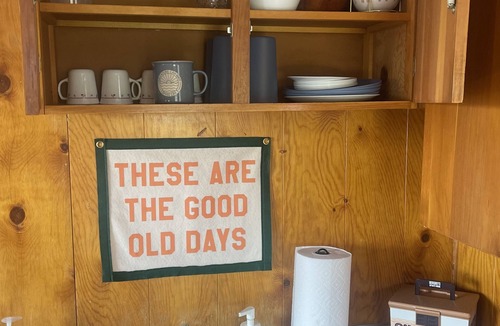 THESE ARE
THE GOOD
OLD DAYS